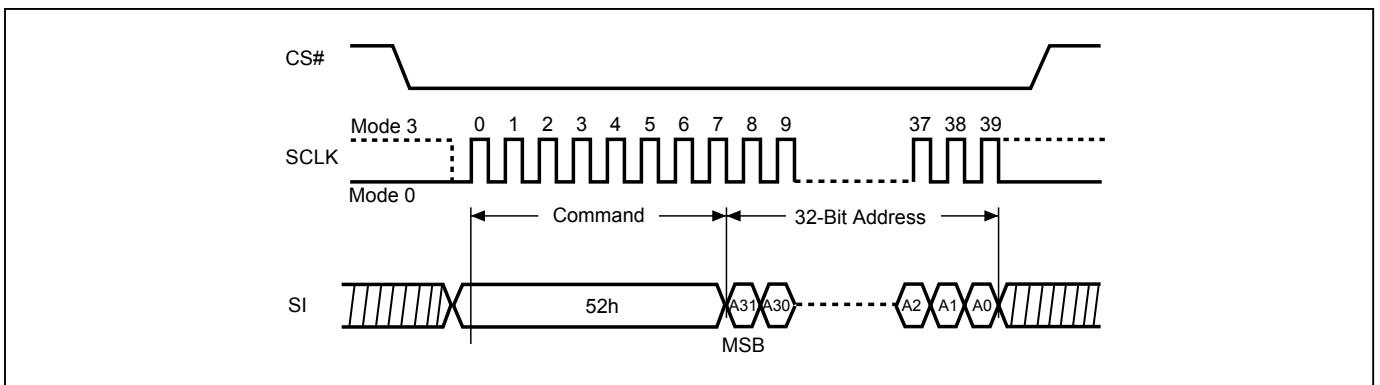 CS#
Mode 3
0 1 2 3 4 5 6 7 8 9 37 38 39
SCLK
Mode 0
Command 32-Bit Address
SI 52h A31 A30 A2 A1 A0
MSB